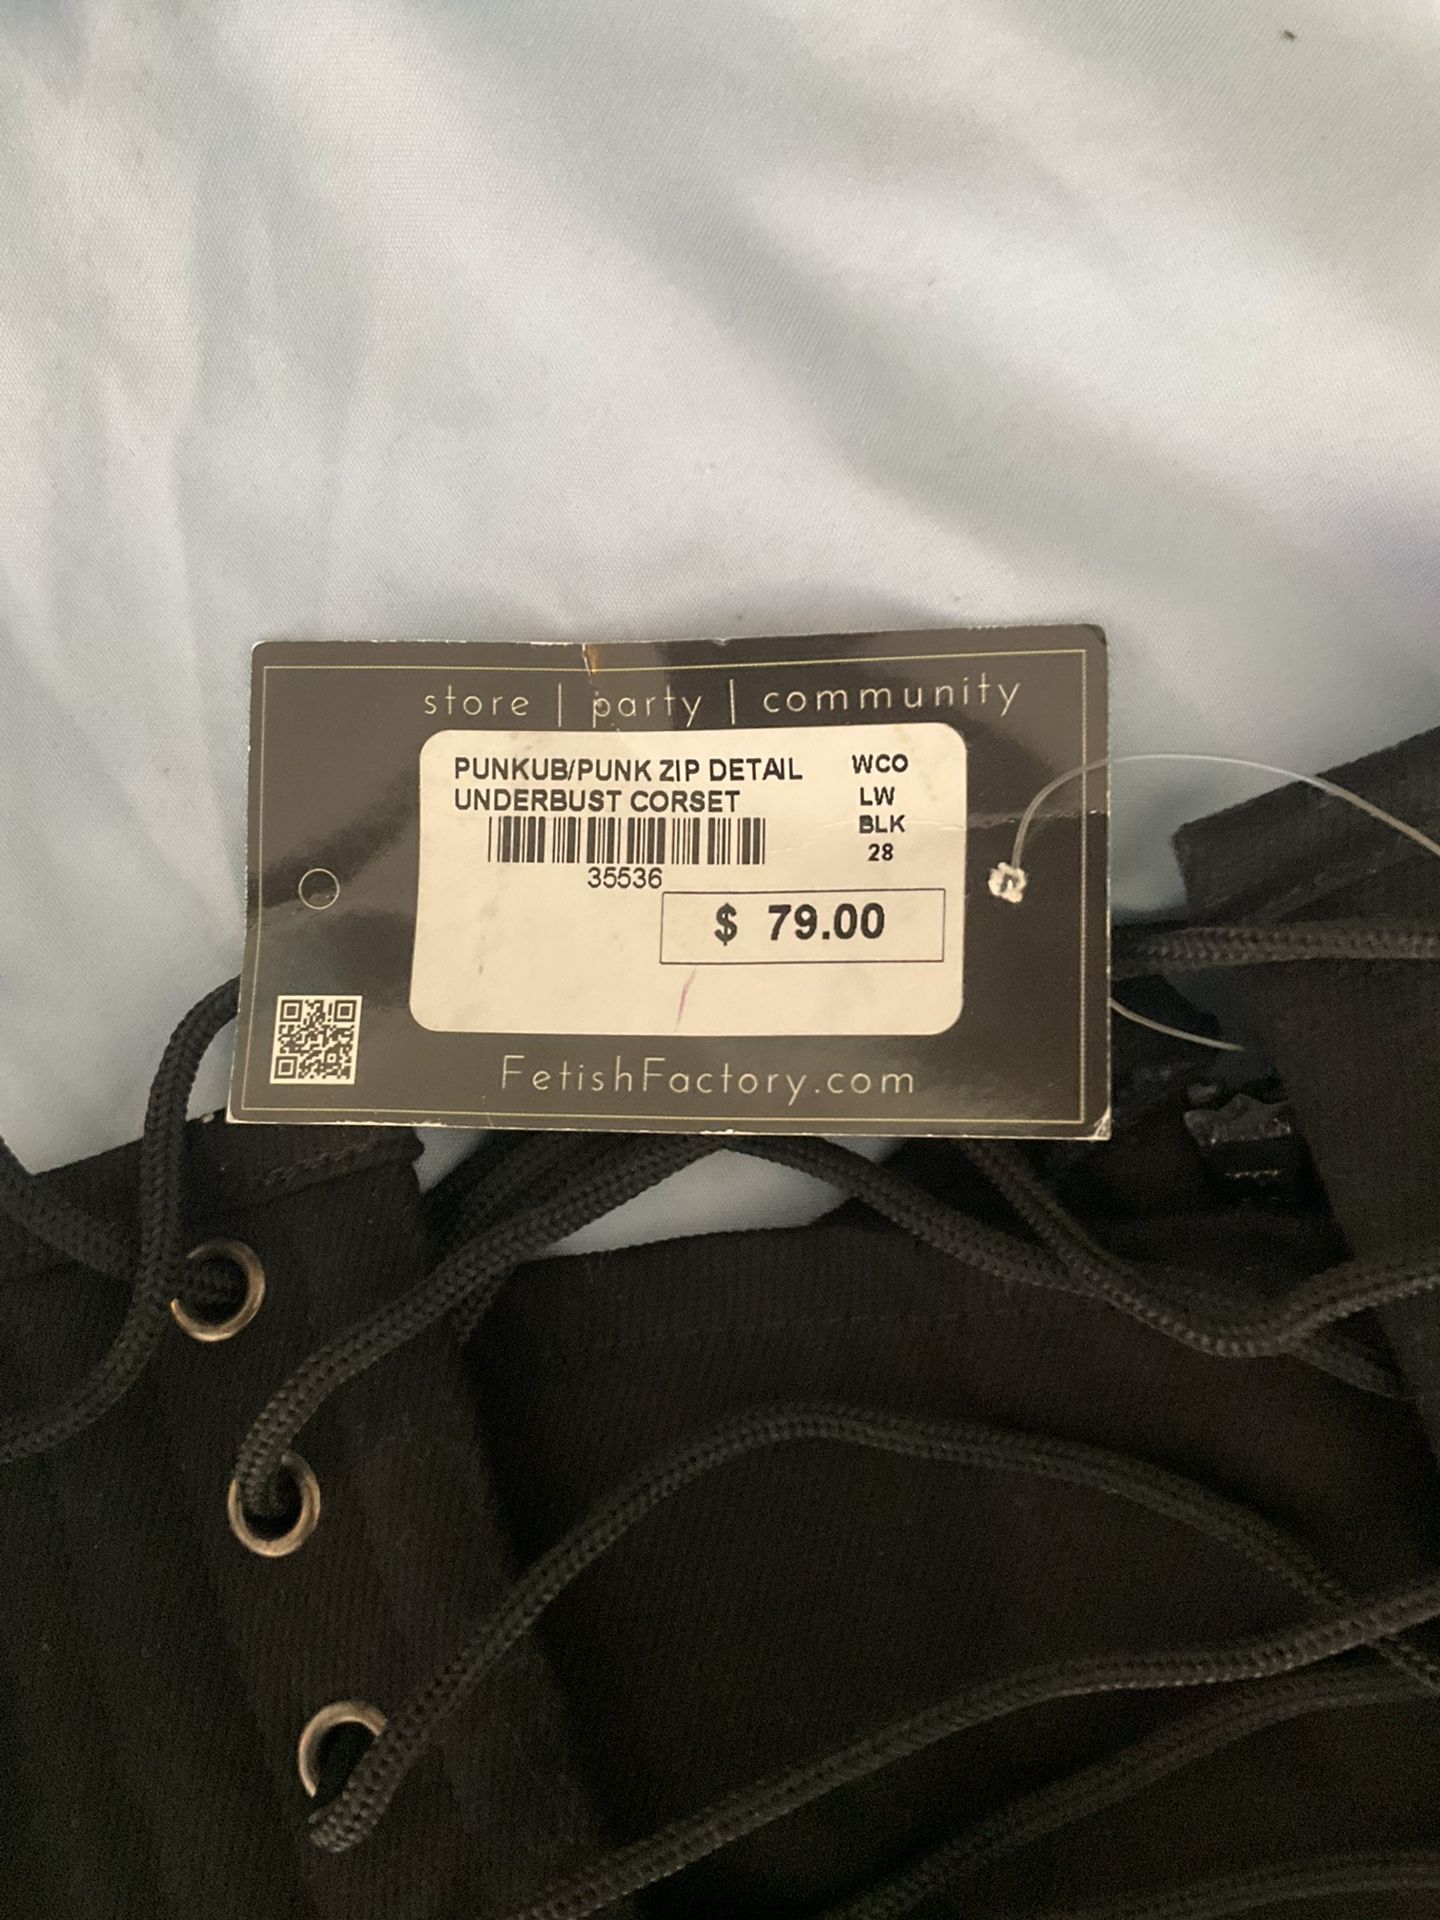 store | party | community
PUNKUB/PUNK ZIP DETAIL WCO
UNDERBUST CORSET LW
BLK
28
35536
$ 79.00
FetishFactory.com